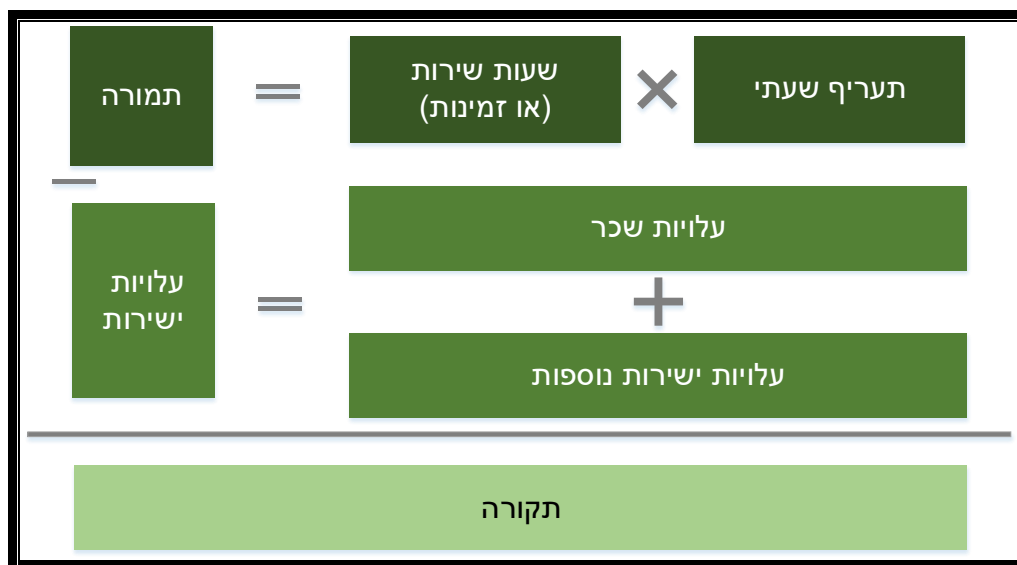 תמורה
=
שעות שירות
(או זמינות)
×
תעריף שעתי
–
עלויות
ישירות
=
עלויות שכר
+
עלויות ישירות נוספות
תקורה